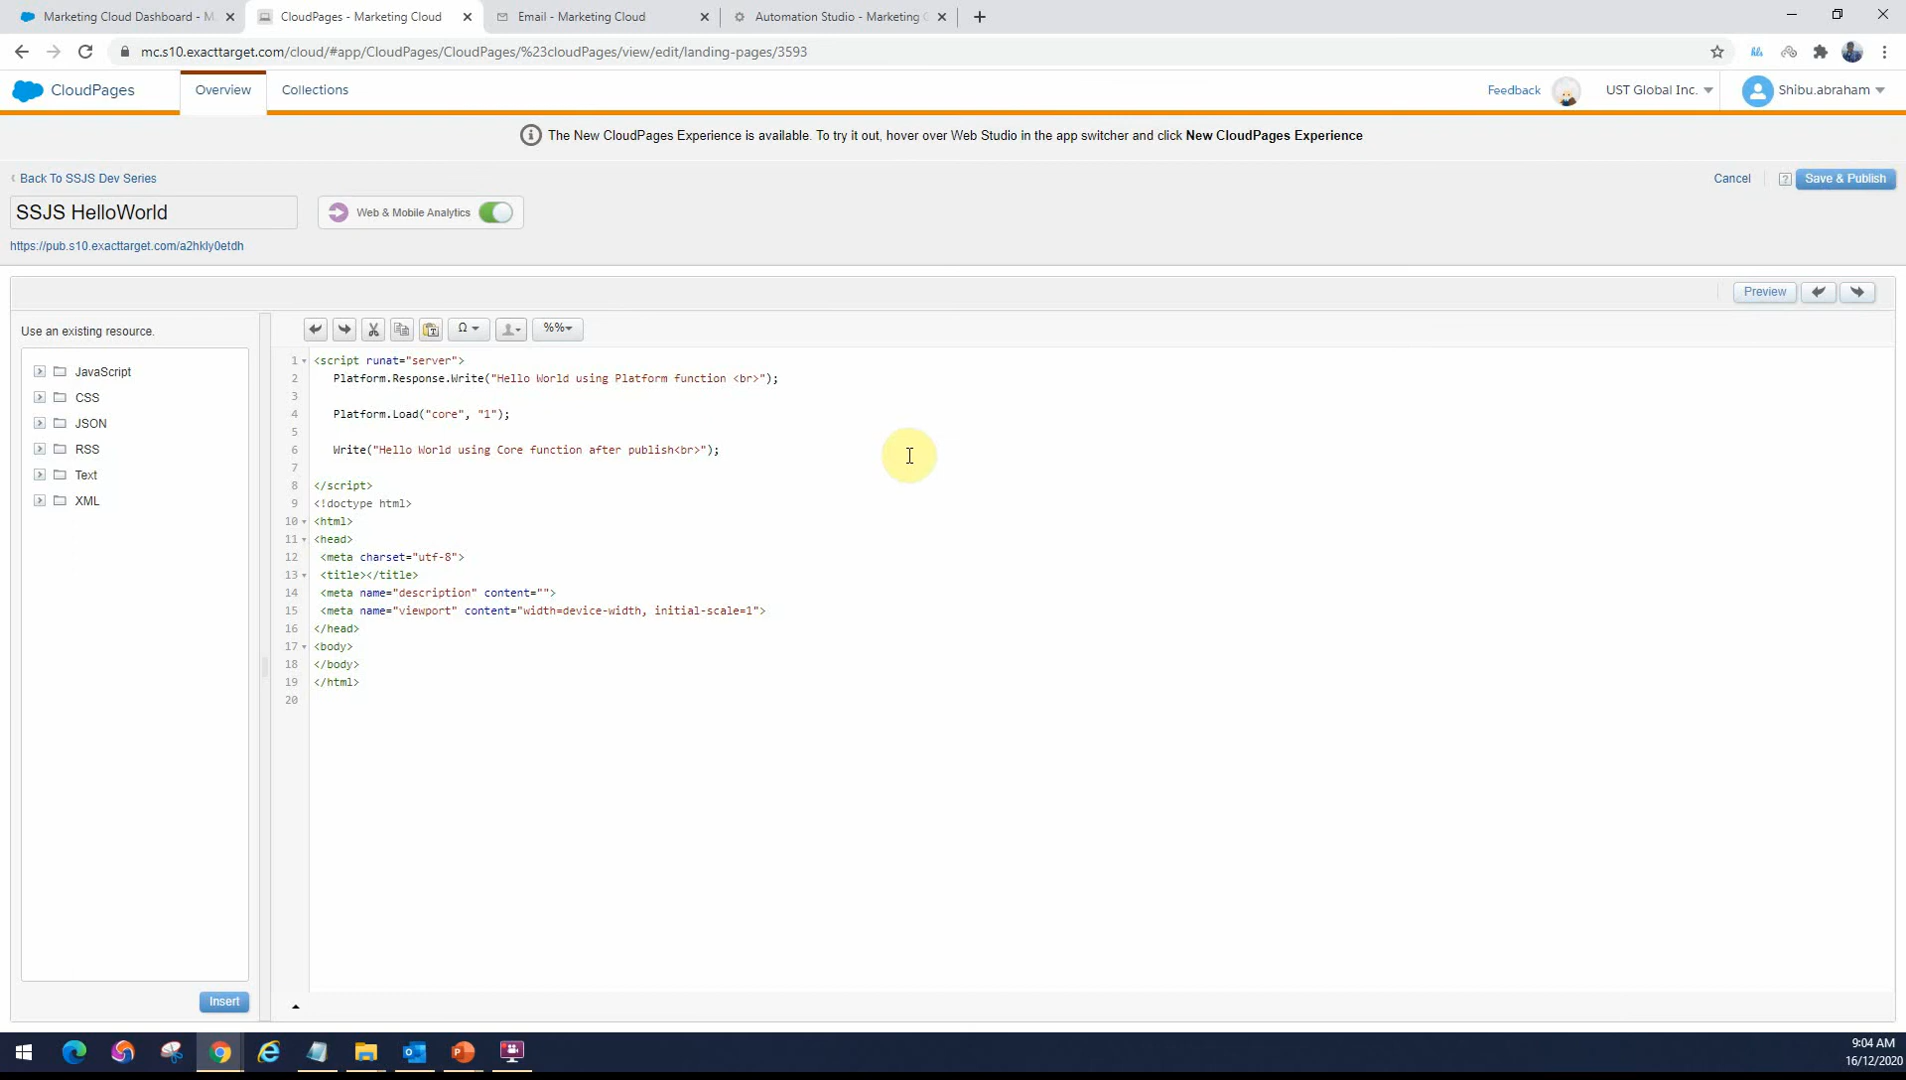 Marketing Cloud Dashboard - M
CloudPages - Marketing Cloud
Email - Marketing Cloud
Automation Studio - Marketing C
mc.s10.exacttarget.com/cloud/#app/CloudPages/CloudPages/%23cloudPages/view/edit/landing-pages/3593
CloudPages
Overview
Collections
Feedback
UST Global Inc.
Shibu.abraham
The New CloudPages Experience is available. To try it out, hover over Web Studio in the app switcher and click New CloudPages Experience
Back To SSJS Dev Series
Cancel
?
Save & Publish
SSJS HelloWorld
Web & Mobile Analytics
https://pub.s10.exacttarget.com/a2hkly0etdh
Preview
Use an existing resource.
Ω
%%
JavaScript
CSS
JSON
RSS
Text
XML
Insert
1 <script runat="server">
2 Platform.Response.Write("Hello World using Platform function <br>");
3
4 Platform.Load("core", "1");
5
6 Write("Hello World using Core function after publish<br>");
7
8 </script>
9 <!doctype html>
10 <html>
11 <head>
12 <meta charset="utf-8">
13 <title></title>
14 <meta name="description" content="">
15 <meta name="viewport" content="width=device-width, initial-scale=1">
16 </head>
17 <body>
18 </body>
19 </html>
20
9:04 AM
16/12/2020